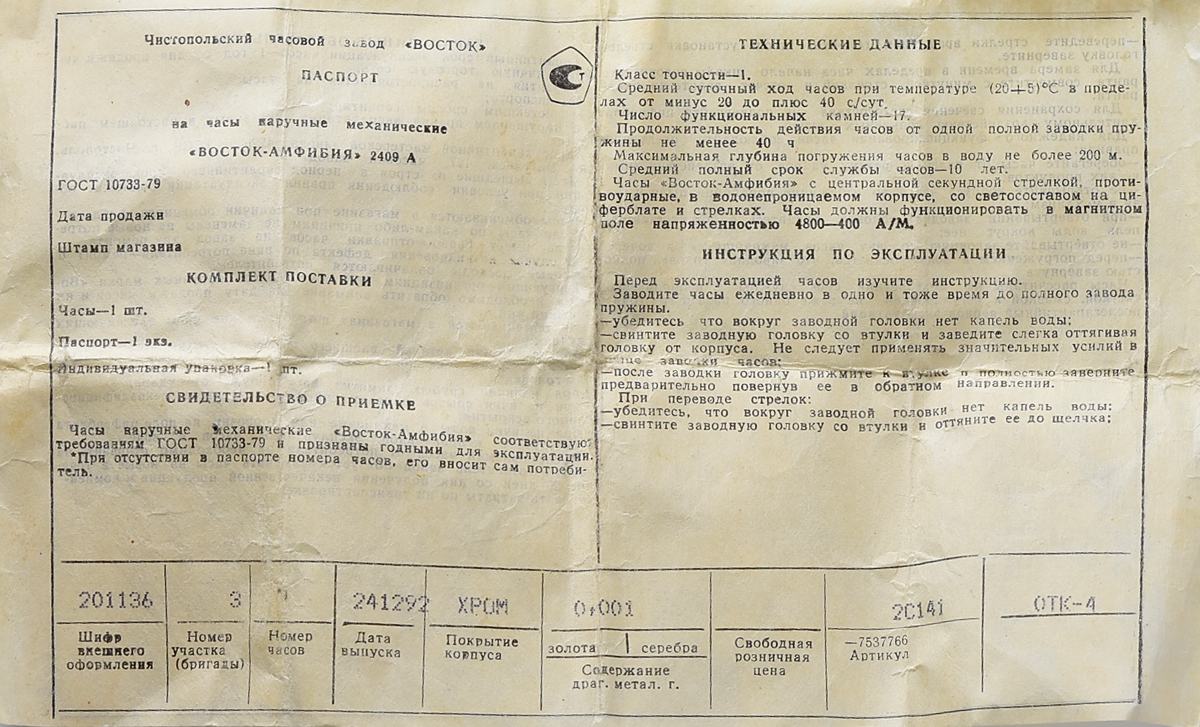 Чистопольский часовой завод «ВОСТОК»
ПАСПОРТ
на часы наручные механические
«ВОСТОК-АМФИБИЯ» 2409 А
ГОСТ 10733-79
Дата продажи
Штамп магазина
КОМПЛЕКТ ПОСТАВКИ
Часы—1 шт.
Паспорт—1 экз.
Индивидуальная упаковка—1 шт.
СВИДЕТЕЛЬСТВО О ПРИЕМКЕ
Часы наручные механические «Восток-Амфибия» соответствуют
требованиям ГОСТ 10733-79 и признаны годными для эксплуатации.
*При отсутствии в паспорте номера часов, его вносит сам потреби-
тель.
ТЕХНИЧЕСКИЕ ДАННЫЕ
Класс точности—1.
Средний суточный ход часов при температуре (20+5)°С в преде-
лах от минус 20 до плюс 40 с/сут.
Число функциональных камней—17.
Продолжительность действия часов от одной полной заводки пру-
жины не менее 40 ч
Максимальная глубина погружения часов в воду не более 200 м.
Средний полный срок службы часов—10 лет.
Часы «Восток-Амфибия» с центральной секундной стрелкой, проти-
воударные, в водонепроницаемом корпусе, со светосоставом на ци-
ферблате и стрелках. Часы должны функционировать в магнитном
поле напряженностью 4800—400 А/М.
ИНСТРУКЦИЯ ПО ЭКСПЛУАТАЦИИ
Перед эксплуатацией часов изучите инструкцию.
Заводите часы ежедневно в одно и тоже время до полного завода
пружины.
—убедитесь что вокруг заводной головки нет капель воды;
—свинтите заводную головку со втулки и заведите слегка оттягивая
головку от корпуса. Не следует применять значительных усилий в
заводки часов;
—после заводки головку прижмите к втулке и полностью заверните
предварительно повернув ее в обратном направлении.
При переводе стрелок:
—убедитесь, что вокруг заводной головки нет капель воды;
—свинтите заводную головку со втулки и оттяните ее до щелчка;
201136 3 241292 ХРОМ 0,001 2С141 ОТК-4
Шифр внешнего оформления
Номер участка (бригады)
Номер часов
Дата выпуска
Покрытие корпуса
золота | серебра
Содержание драг. метал. г.
Свободная розничная цена
—7537766
Артикул